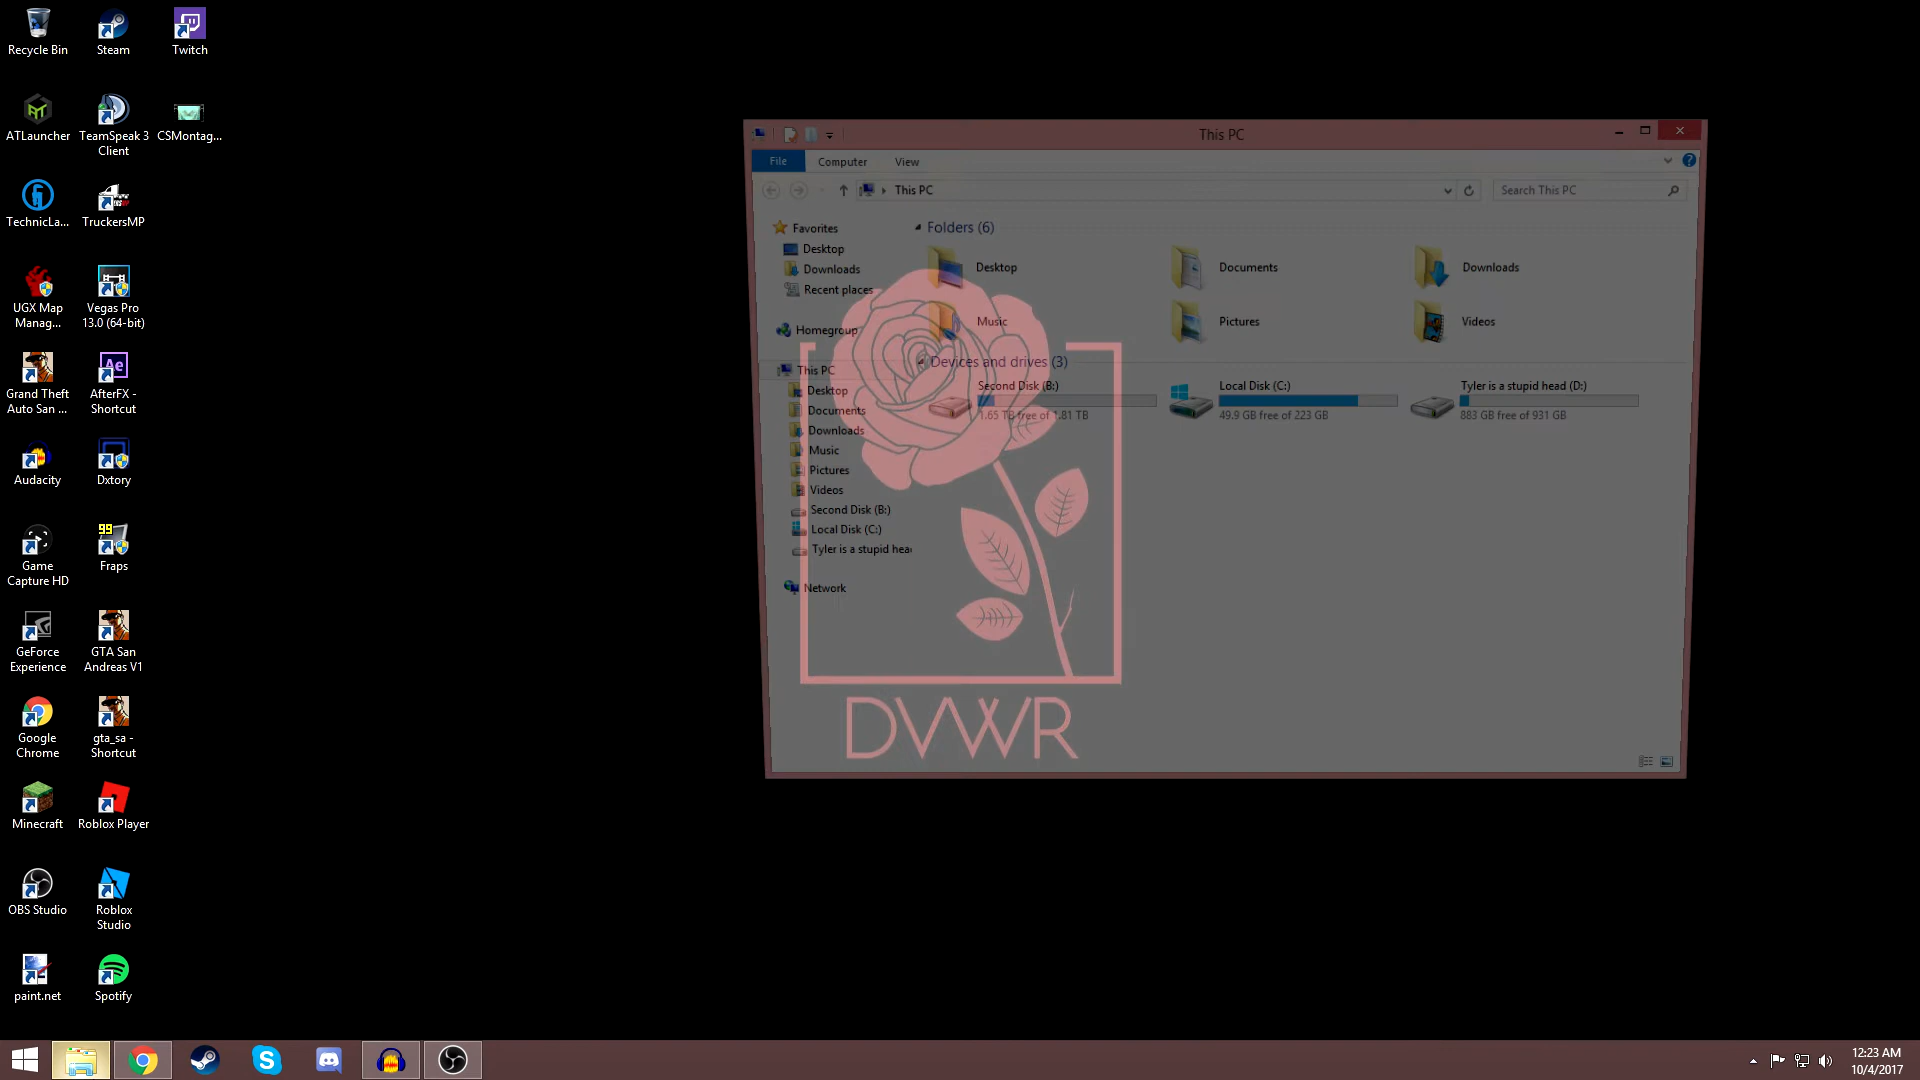 Recycle Bin
Steam
Twitch
ATLauncher
TeamSpeak 3
Client
CSMontag...
TechnicLa...
TruckersMP
UGX Map
Manag...
Vegas Pro
13.0 (64-bit)
Grand Theft
Auto San ...
AfterFX -
Shortcut
Audacity
Dxtory
Game
Capture HD
Fraps
GeForce
Experience
GTA San
Andreas V1
Google
Chrome
gta_sa -
Shortcut
Minecraft
Roblox Player
OBS Studio
Roblox
Studio
paint.net
Spotify
This PC
File
Computer
View
This PC
Search This PC
Favorites
Desktop
Downloads
Recent places
Homegroup
This PC
Desktop
Documents
Downloads
Music
Pictures
Videos
Second Disk (B:)
Local Disk (C:)
Tyler is a stupid hea
Network
Folders (6)
Desktop
Documents
Downloads
Music
Pictures
Videos
Devices and drives (3)
Second Disk (B:)
1.65 TB free of 1.81 TB
Local Disk (C:)
49.9 GB free of 223 GB
Tyler is a stupid head (D:)
883 GB free of 931 GB
DVWR
12:23 AM
10/4/2017